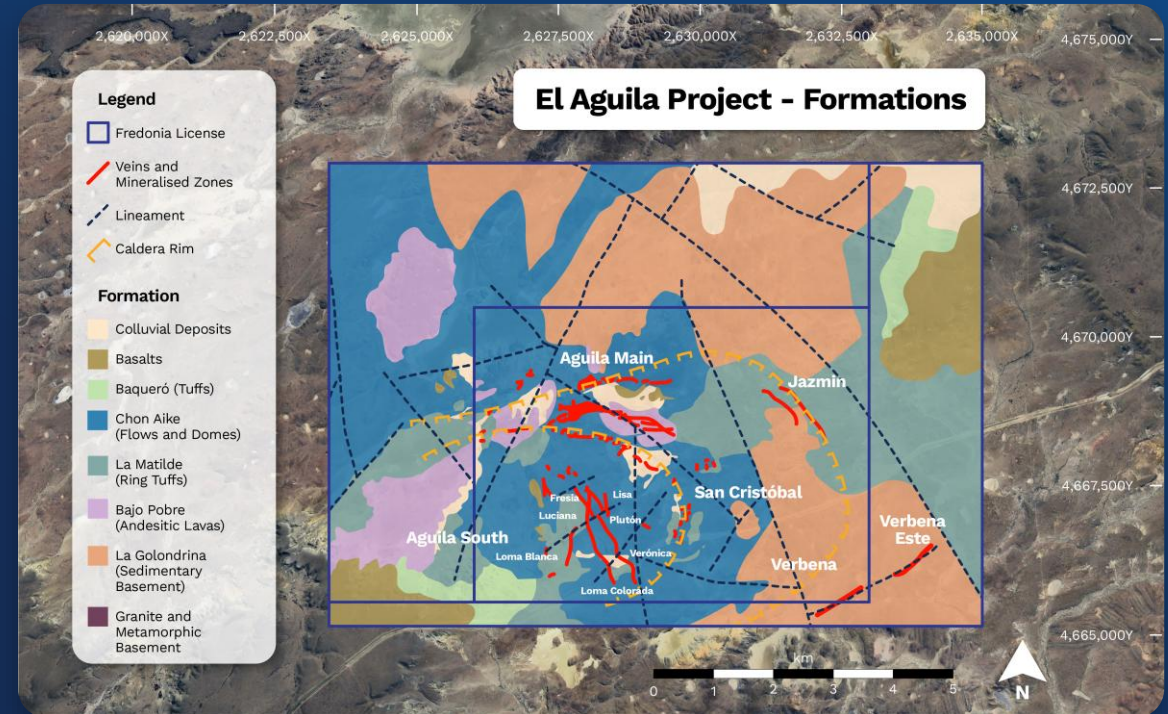 2,620,000X
2,622,500X
2,625,000X
2,627,500X
2,630,000X
2,632,500X
2,635,000X
4,675,000Y
El Aguila Project - Formations
Legend
Fredonia License
Veins and
Mineralised Zones
Lineament
Caldera Rim
Formation
Colluvial Deposits
Basalts
Baqueró (Tuffs)
Chon Aike
(Flows and Domes)
La Matilde
(Ring Tuffs)
Bajo Pobre
(Andesitic Lavas)
La Golondrina
(Sedimentary
Basement)
Granite and
Metamorphic
Basement
4,672,500Y
4,670,000Y
Aguila Main
Jazmín
4,667,500Y
San Cristóbal
Fresia
Lisa
Luciana
Plutón
Verbena
Este
Aguila South
Loma Blanca
Verónica
Verbena
Loma Colorada
4,665,000Y
km
0 1 2 3 4 5
N